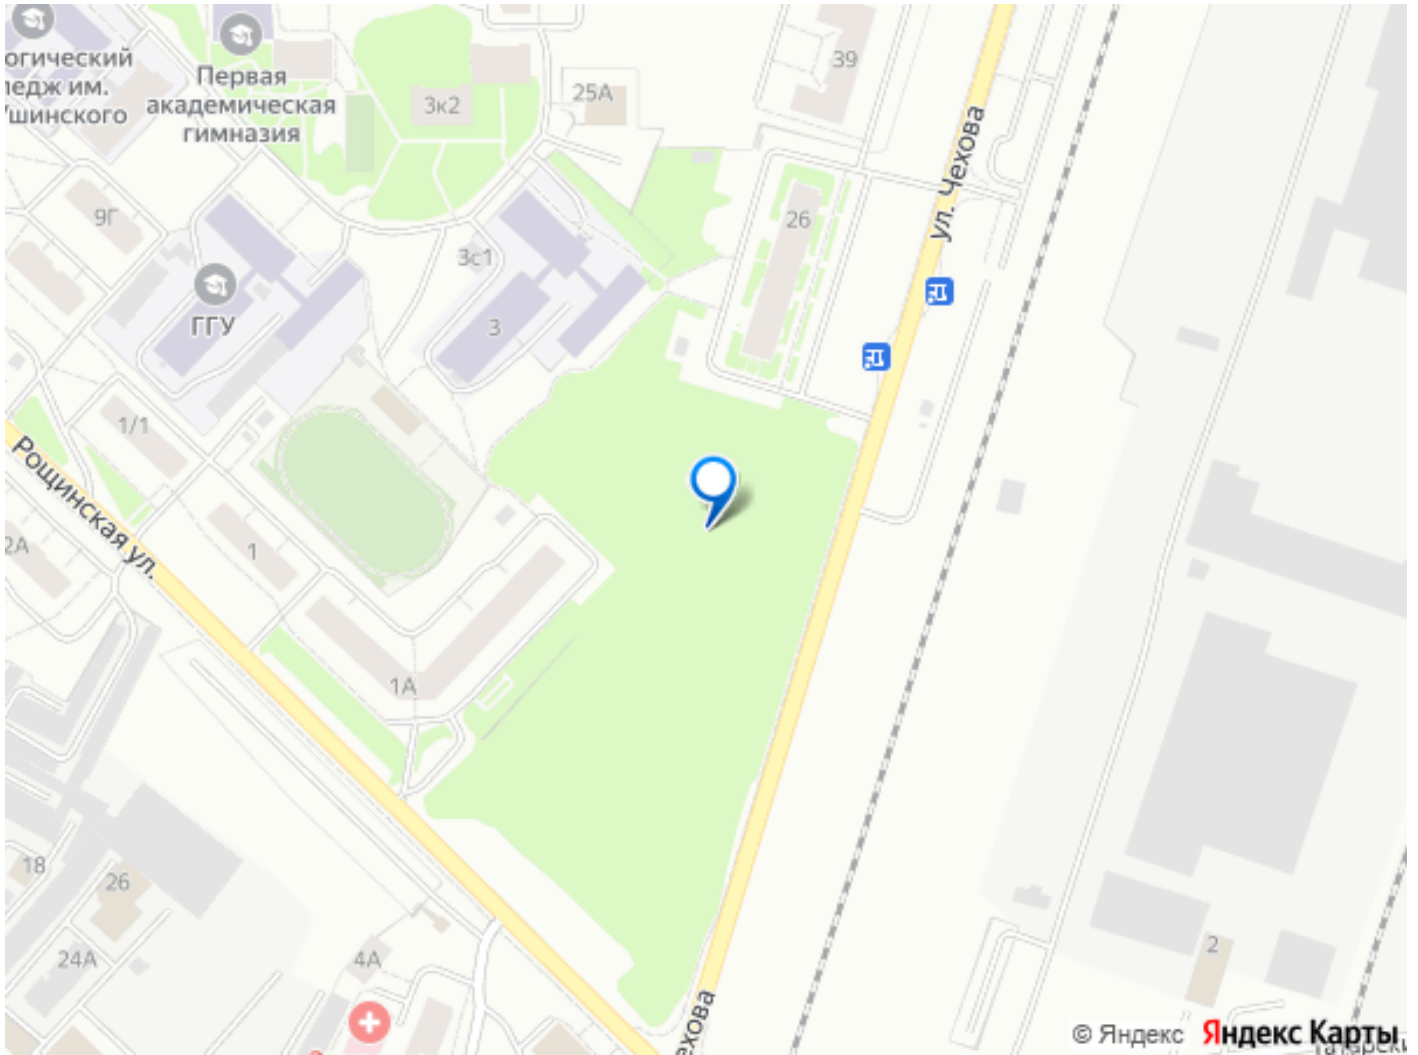 огический
ледж им.
шинского
Первая
академическая
гимназия
3к2
25А
39
9Г
26
ул. Чехова
3с1
ГГУ
3
1/1
Рощинская ул.
2А
1
1А
18
26
24А
4А
2
ехова
© Яндекс
Яндекс Карты